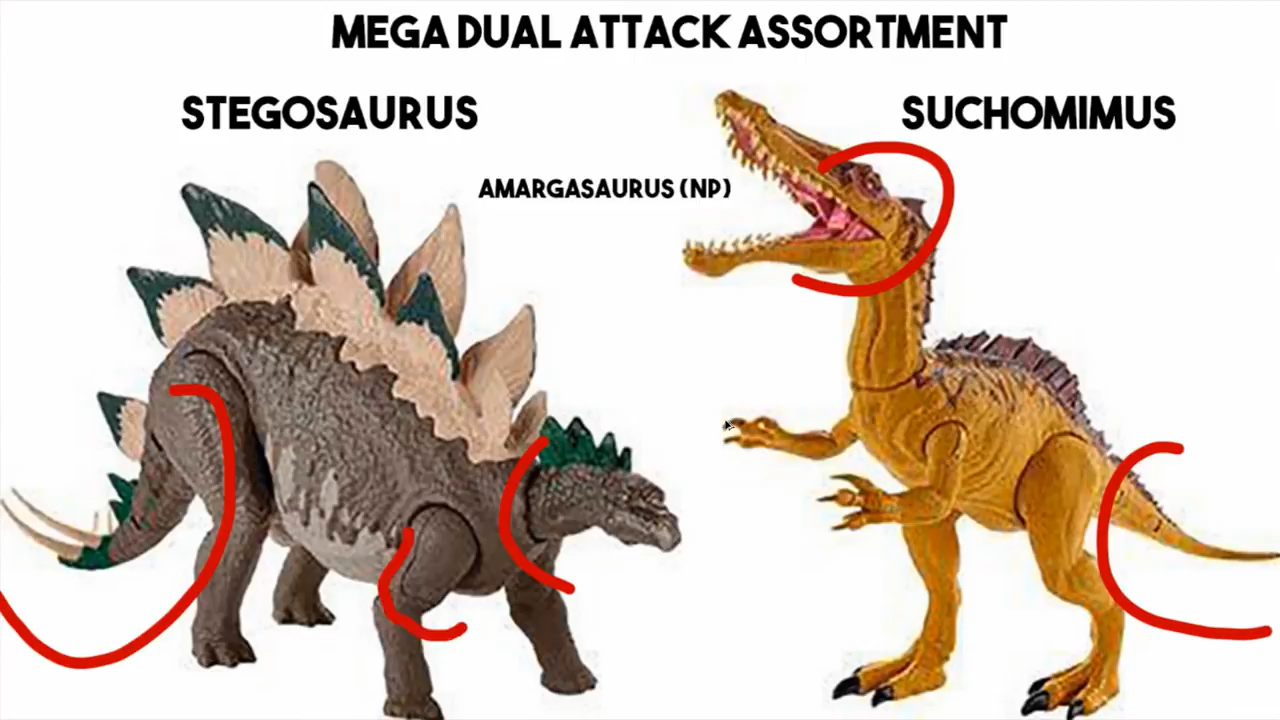 MEGA DUAL ATTACK ASSORTMENT
STEGOSAURUS
SUCHOMIMUS
AMARGASAURUS (NP)